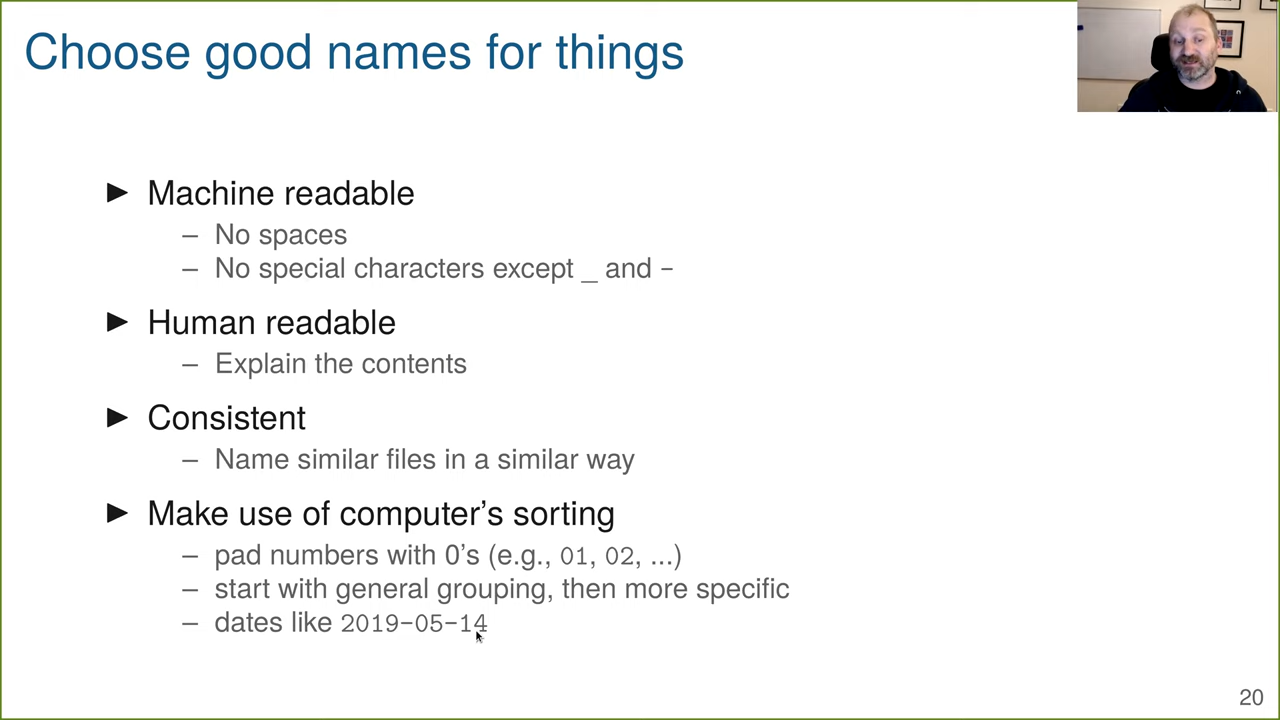 Choose good names for things
▶ Machine readable
– No spaces
– No special characters except _ and -
▶ Human readable
– Explain the contents
▶ Consistent
– Name similar files in a similar way
▶ Make use of computer’s sorting
– pad numbers with 0’s (e.g., 01, 02, ...)
– start with general grouping, then more specific
– dates like 2019-05-14
20